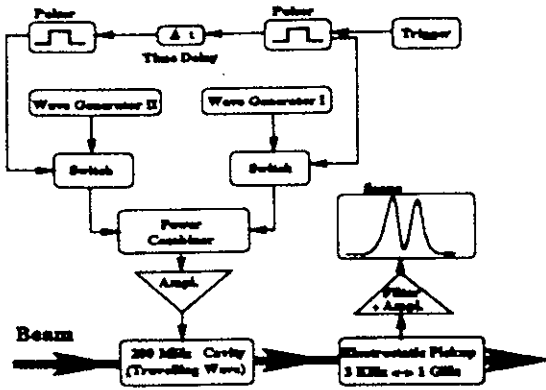 Pulser
Pulser
Δ t
Trigger
Time Delay
Wave Generator II
Wave Generator I
Switch
Switch
Scope
Power
Combiner
Ampl.
Filter
+ Ampl.
Beam
200 MHz Cavity
(Travelling Wave)
Electrostatic Pickup
3 KHz <-> 1 GHz